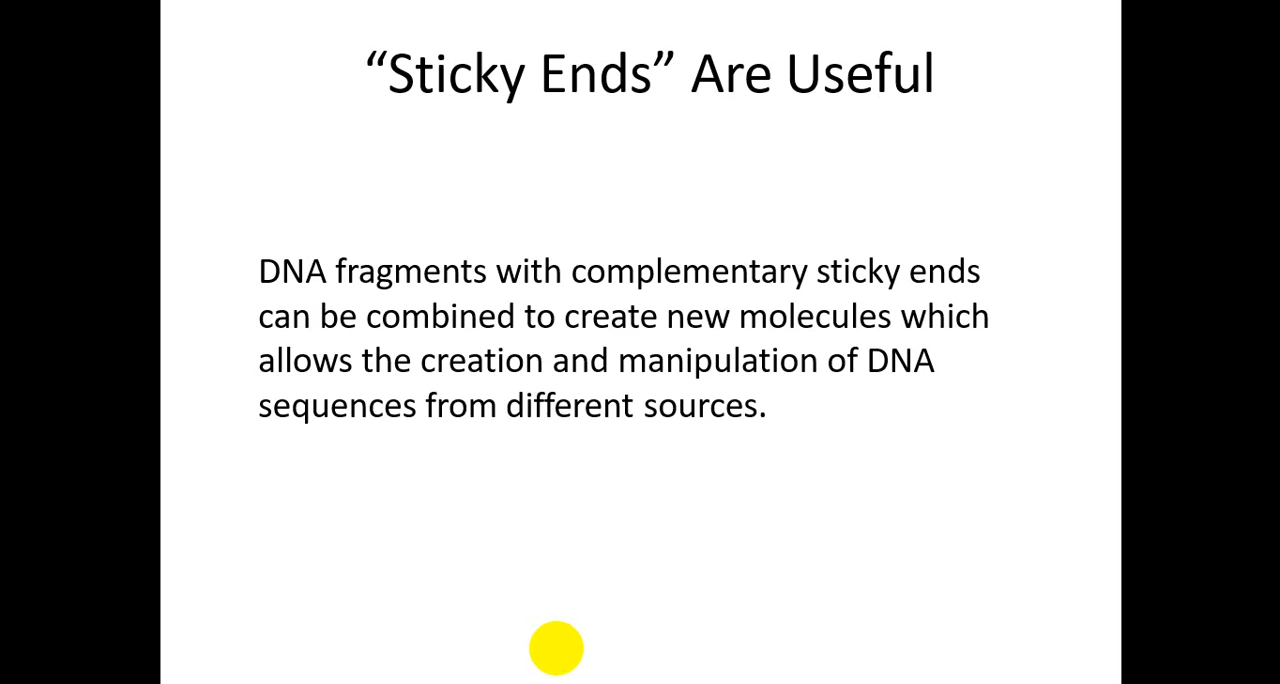 “Sticky Ends” Are Useful
DNA fragments with complementary sticky ends
can be combined to create new molecules which
allows the creation and manipulation of DNA
sequences from different sources.